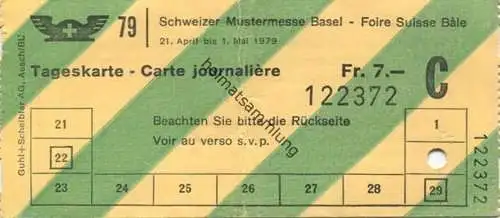 79 Schweizer Mustermesse Basel - Foire Suisse Bâle
21. April bis 1. Mai 1979
Tageskarte - Carte journalière Fr. 7.— C
122372
Beachten Sie bitte die Rückseite
Voir au verso s.v.p.
21 1
22
23 24 25 26 27 28 29
122372
Guhl + Scheibler AG, Aesch/BL
heimatsammlung